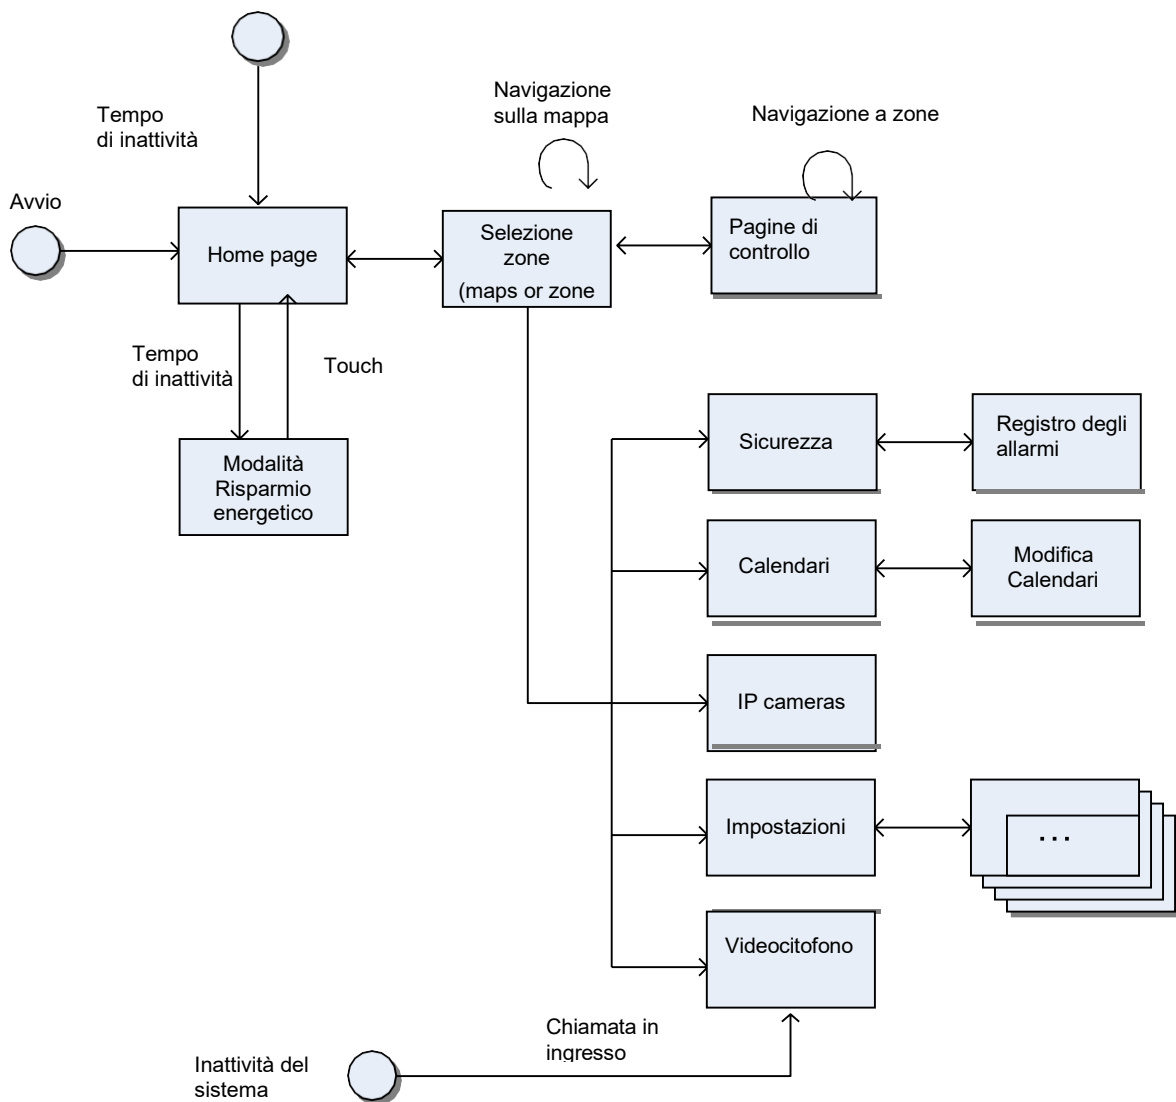 Navigazione
sulla mappa
Navigazione a zone
Tempo
di inattività
Avvio
Home page
Selezione
zone
(maps or zone
Pagine di
controllo
Tempo
di inattività
Touch
Modalità
Risparmio
energetico
Sicurezza
Registro degli
allarmi
Calendari
Modifica
Calendari
IP cameras
Impostazioni
...
Videocitofono
Chiamata in
ingresso
Inattività del
sistema